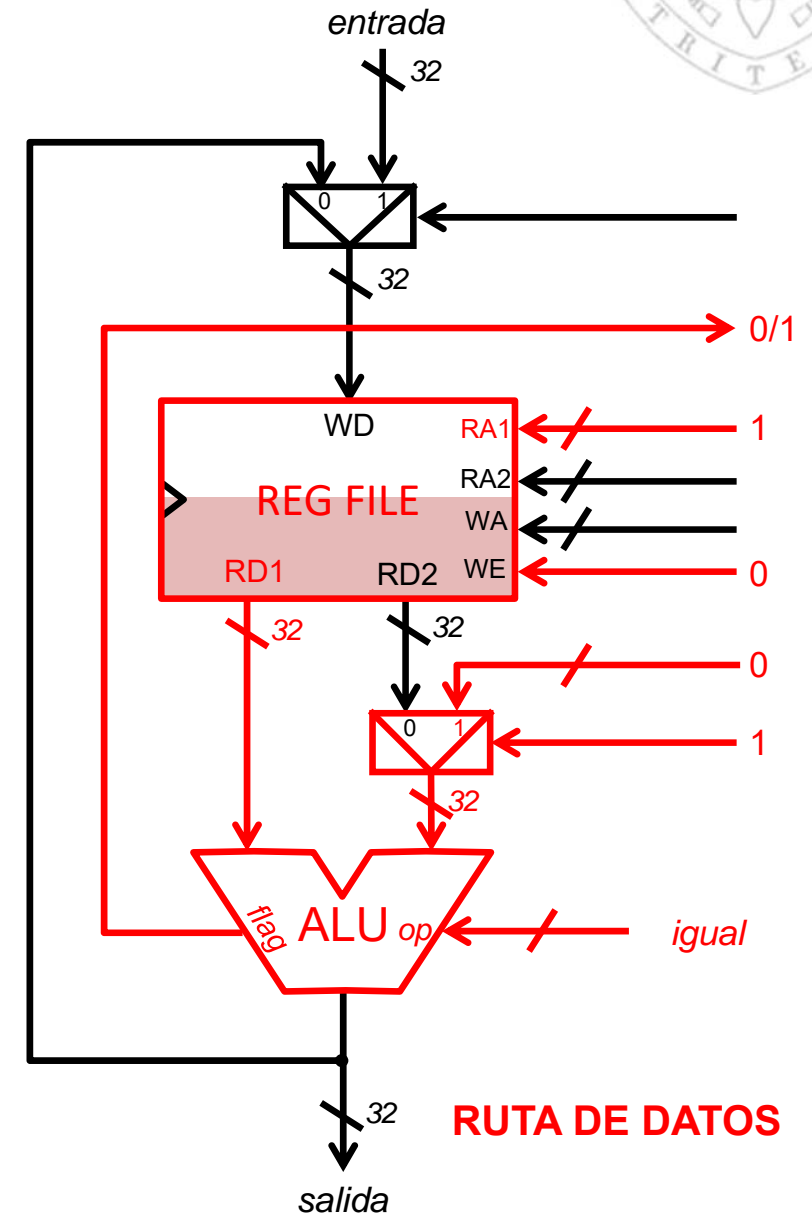 entrada
32
T R I T E
0 1
32
0/1
WD
RA1
1
RA2
REG FILE
WA
RD1
RD2
WE
0
32
32
0
0 1
1
32
flag
ALU
op
igual
32
RUTA DE DATOS
salida